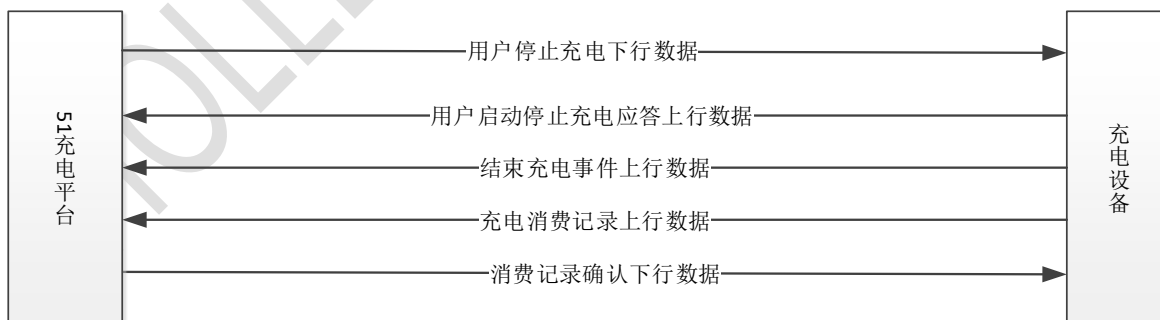 51充电平台
用户停止充电下行数据
用户启动停止充电应答上行数据
结束充电事件上行数据
充电消费记录上行数据
消费记录确认下行数据
充电设备